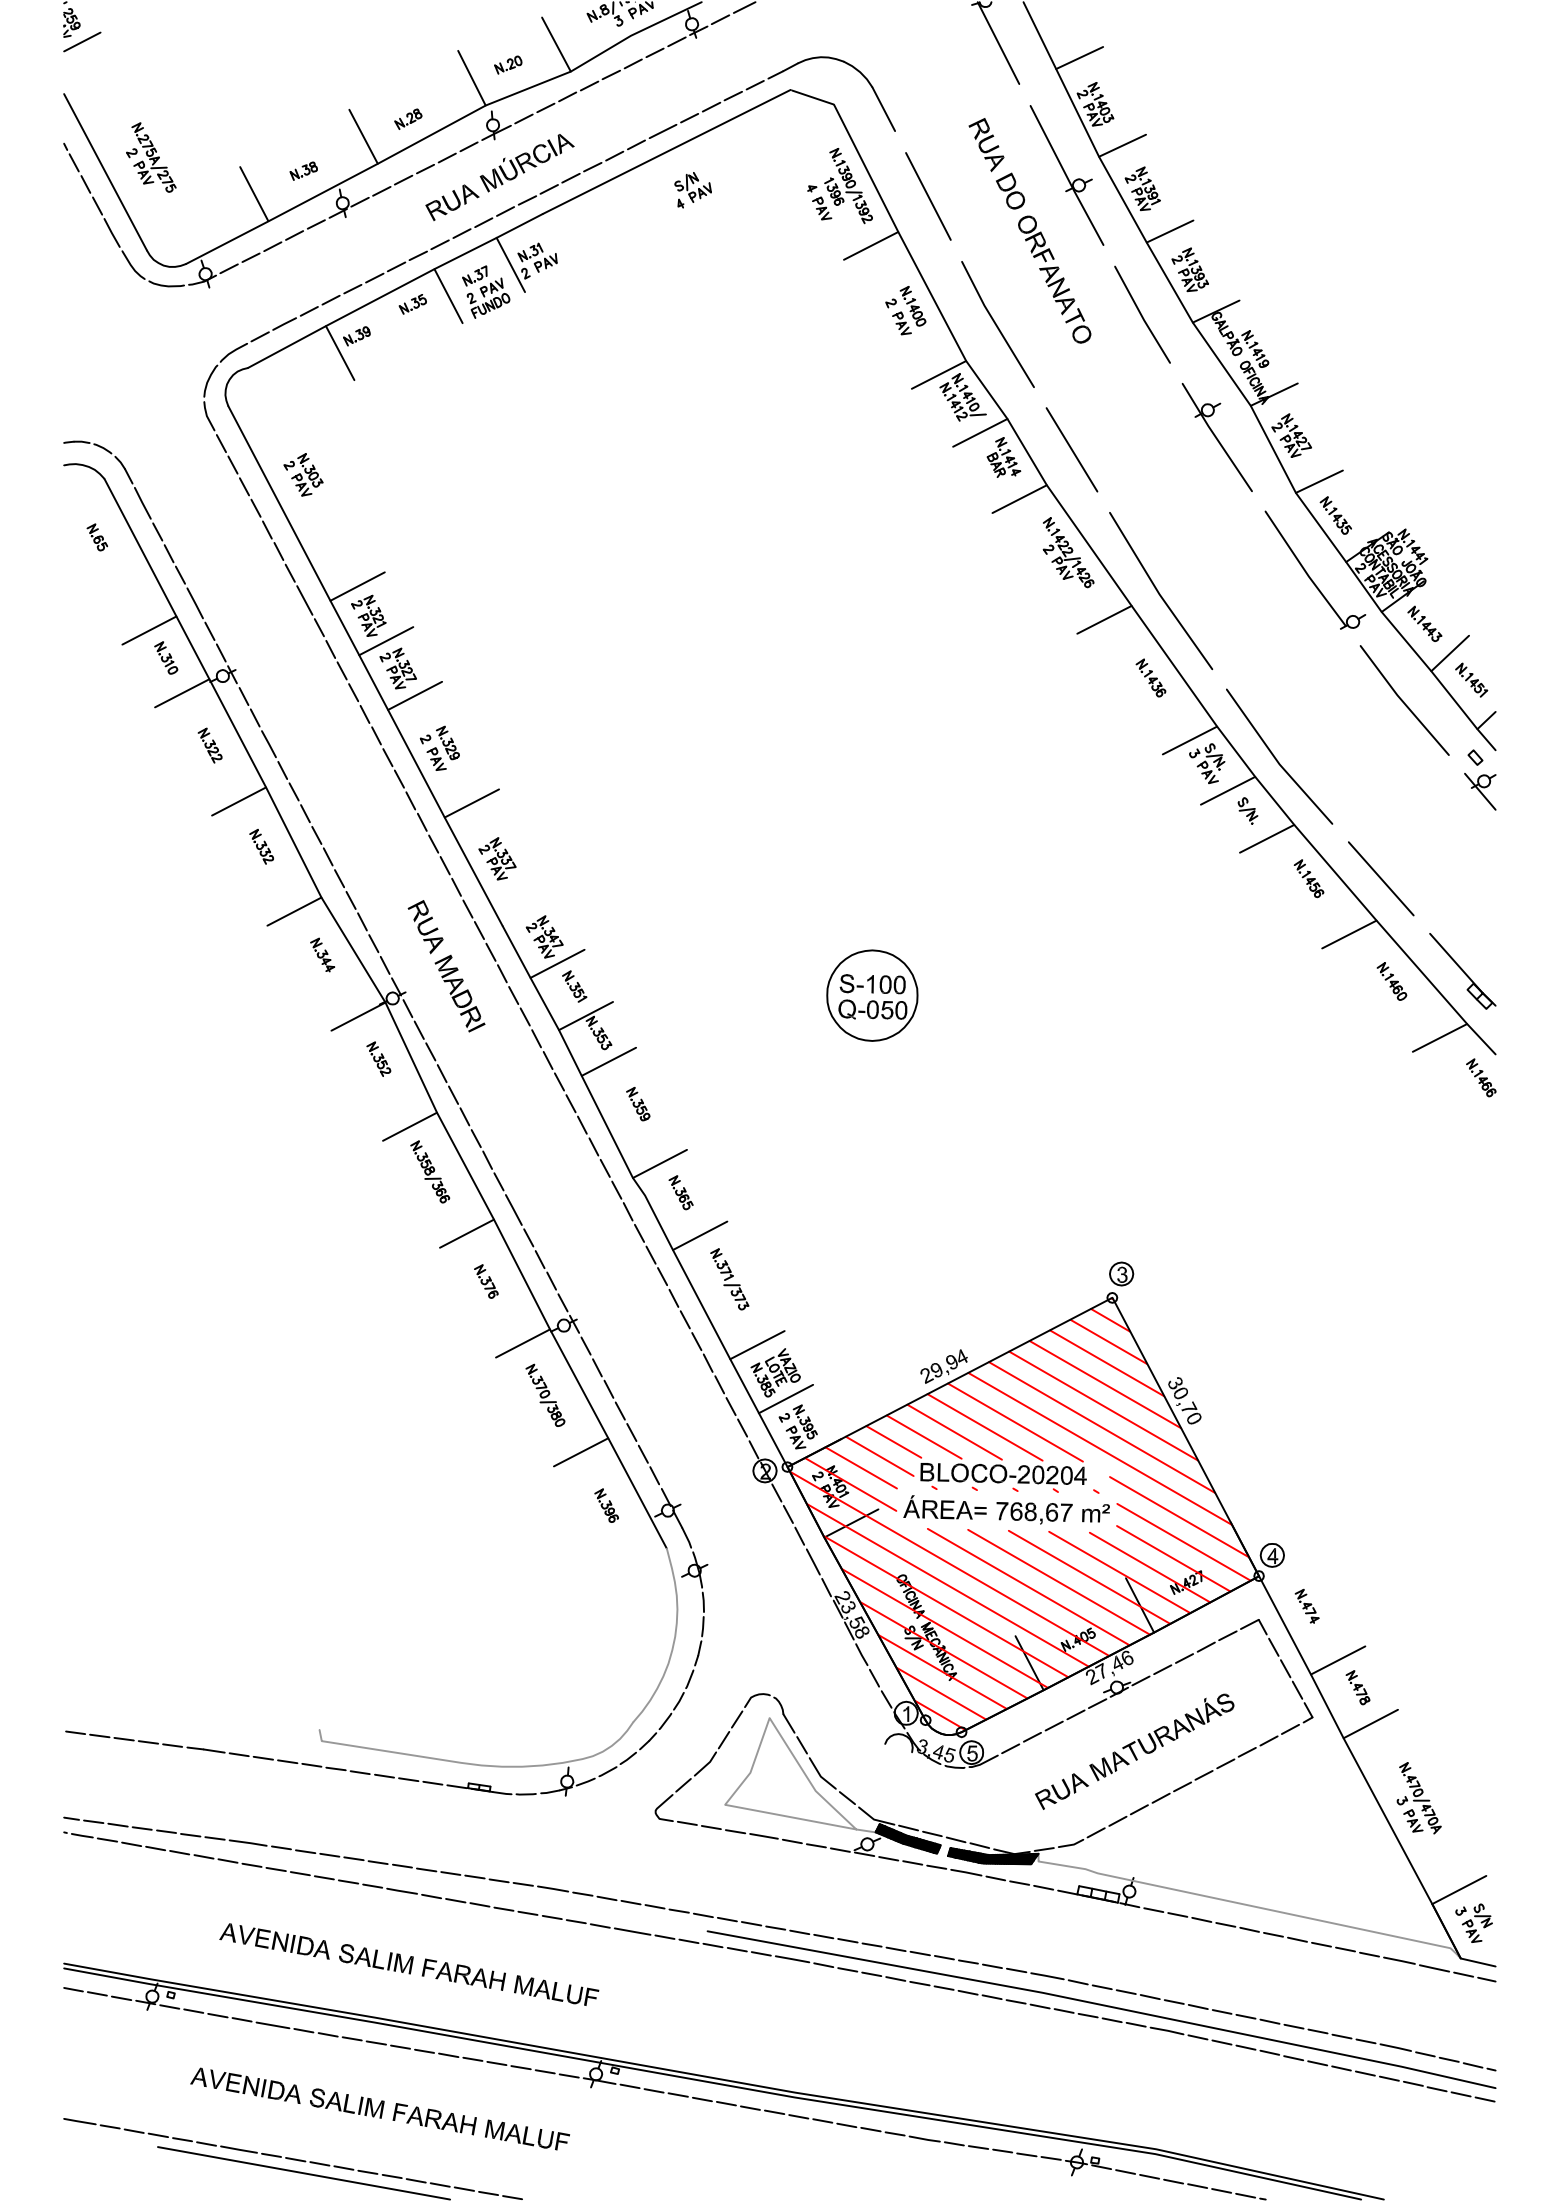 N.20
3 PAV
N.28
N.38
N.275A/275
2 PAV
RUA MÚRCIA
S/N
4 PAV
N.31
2 PAV
N.37
2 PAV
FUNDO
N.35
N.39
N.1390/1392
1396
4 PAV
RUA DO ORFANATO
N.1403
2 PAV
N.1391
2 PAV
N.1393
2 PAV
N.1419
GALPÃO OFICINA
N.1427
2 PAV
N.1435
N.1441
SÃO JOÃO
ACESSORIA
CONTABIL
2 PAV
N.1443
N.1451
N.1400
2 PAV
N.1410/
N.1412
N.1414
BAR
N.1422/1426
2 PAV
N.1436
S/N.
3 PAV
S/N.
N.1456
N.1460
N.1466
N.303
2 PAV
N.65
N.310
N.322
N.332
N.344
N.352
N.358/366
N.376
N.370/380
N.396
N.321
2 PAV
N.327
2 PAV
N.329
2 PAV
N.337
2 PAV
N.347
2 PAV
N.351
N.353
N.359
N.365
N.371/373
RUA MADRI
S-100
Q-050
VAZIO
LOTE
N.385
N.395
2 PAV
N.401
2 PAV
3
29,94
30,70
2
BLOCO-20204
ÁREA= 768,67 m²
4
23,58
OFICINA MECÂNICA
S/N
N.427
N.405
27,46
1
3,45
5
RUA MATURANÁS
N.474
N.478
N.470/470A
3 PAV
S/N
3 PAV
AVENIDA SALIM FARAH MALUF
AVENIDA SALIM FARAH MALUF